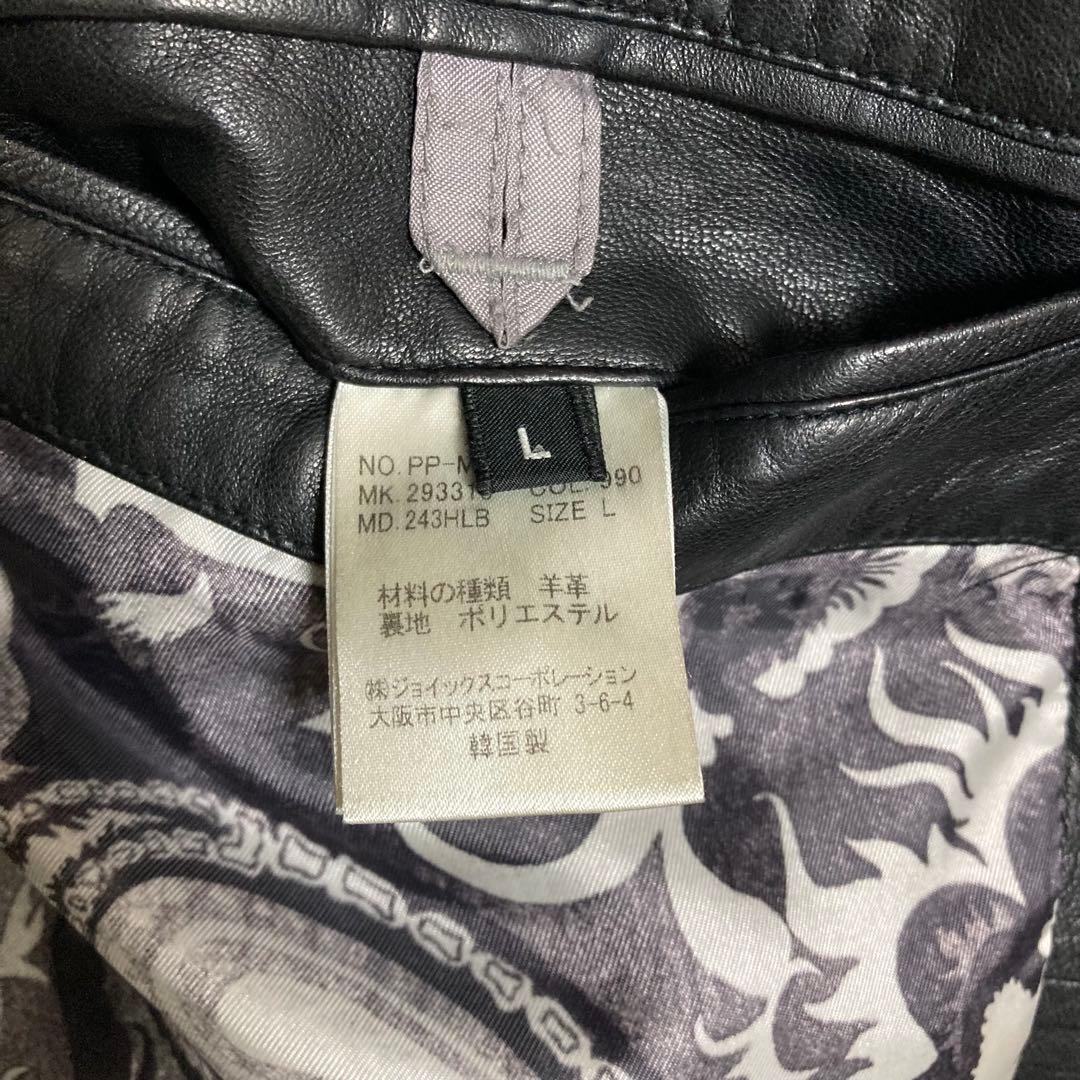 L
NO. PP-M
MK. 29331 990
MD. 243HLB SIZE L
材料の種類 羊革
裏地 ポリエステル
㈱ジョイックスコーポレーション
大阪市中央区谷町 3-6-4
韓国製